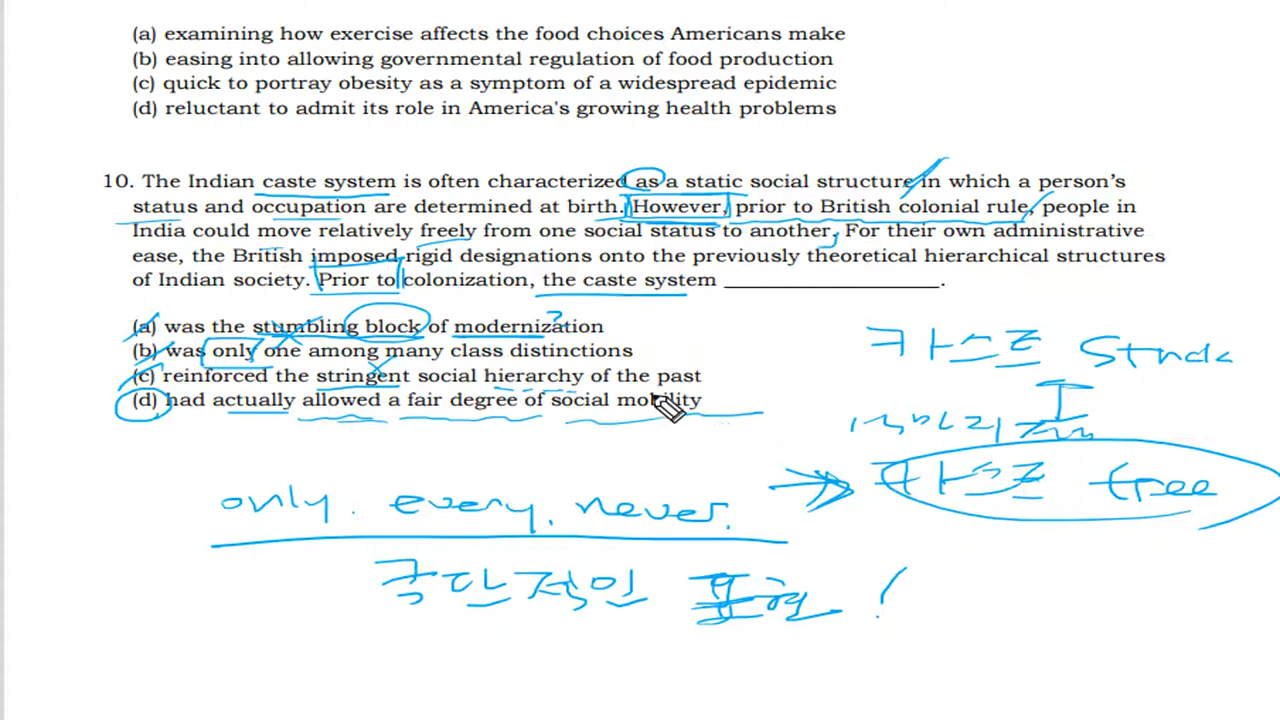 (a) examining how exercise affects the food choices Americans make
(b) easing into allowing governmental regulation of food production
(c) quick to portray obesity as a symptom of a widespread epidemic
(d) reluctant to admit its role in America's growing health problems
10. The Indian caste system is often characterized as a static social structure in which a person's
status and occupation are determined at birth. However, prior to British colonial rule, people in
India could move relatively freely from one social status to another. For their own administrative
ease, the British imposed rigid designations onto the previously theoretical hierarchical structures
of Indian society. Prior to colonization, the caste system ____________________.
(a) was the stumbling block of modernization
(b) was only one among many class distinctions
(c) reinforced the stringent social hierarchy of the past
(d) had actually allowed a fair degree of social mobility
카스트
카스트 free
only. every. never.
극단적인 표현 !